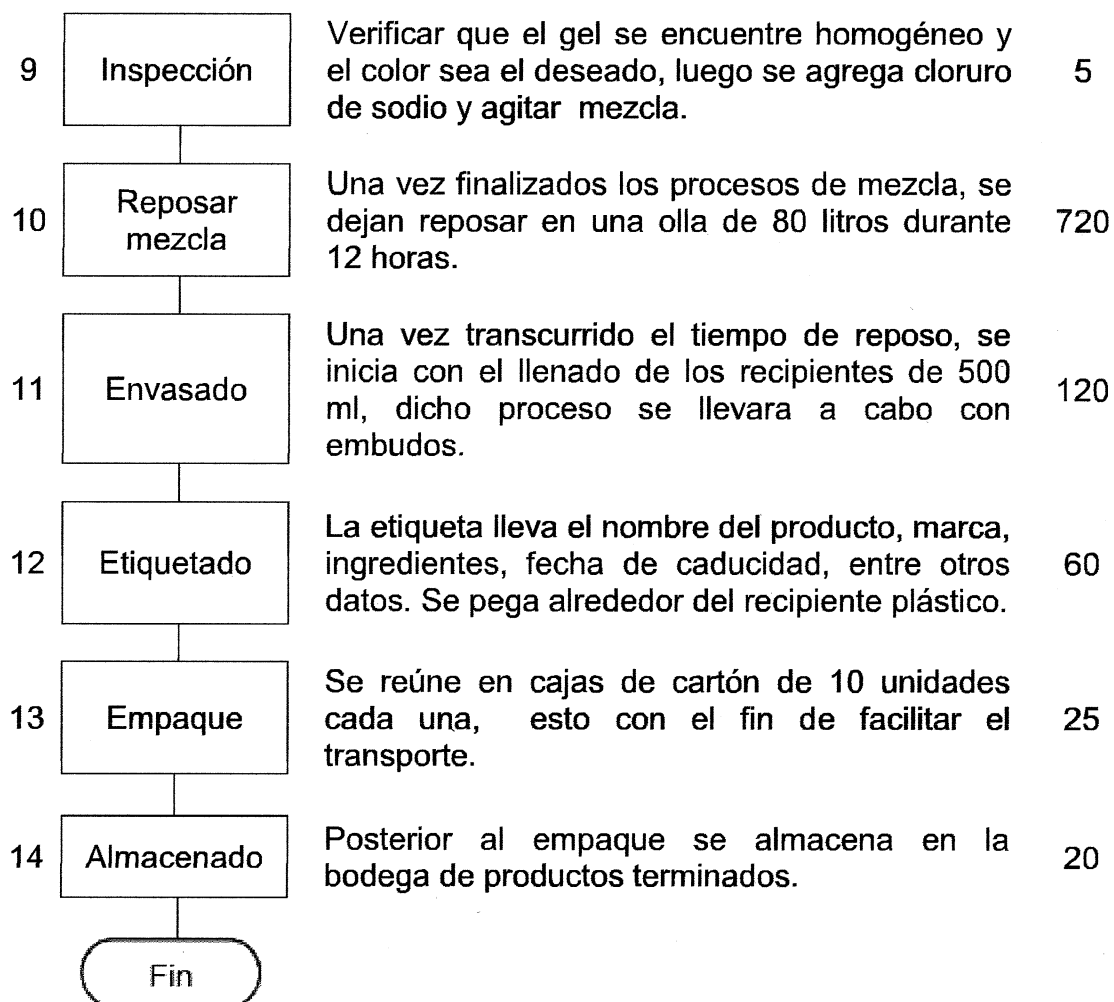 9
Inspección
Verificar que el gel se encuentre homogéneo y
el color sea el deseado, luego se agrega cloruro
de sodio y agitar mezcla.
5
10
Reposar
mezcla
Una vez finalizados los procesos de mezcla, se
dejan reposar en una olla de 80 litros durante
12 horas.
720
11
Envasado
Una vez transcurrido el tiempo de reposo, se
inicia con el llenado de los recipientes de 500
ml, dicho proceso se llevara a cabo con
embudos.
120
12
Etiquetado
La etiqueta lleva el nombre del producto, marca,
ingredientes, fecha de caducidad, entre otros
datos. Se pega alrededor del recipiente plástico.
60
13
Empaque
Se reúne en cajas de cartón de 10 unidades
cada una, esto con el fin de facilitar el
transporte.
25
14
Almacenado
Posterior al empaque se almacena en la
bodega de productos terminados.
20
Fin